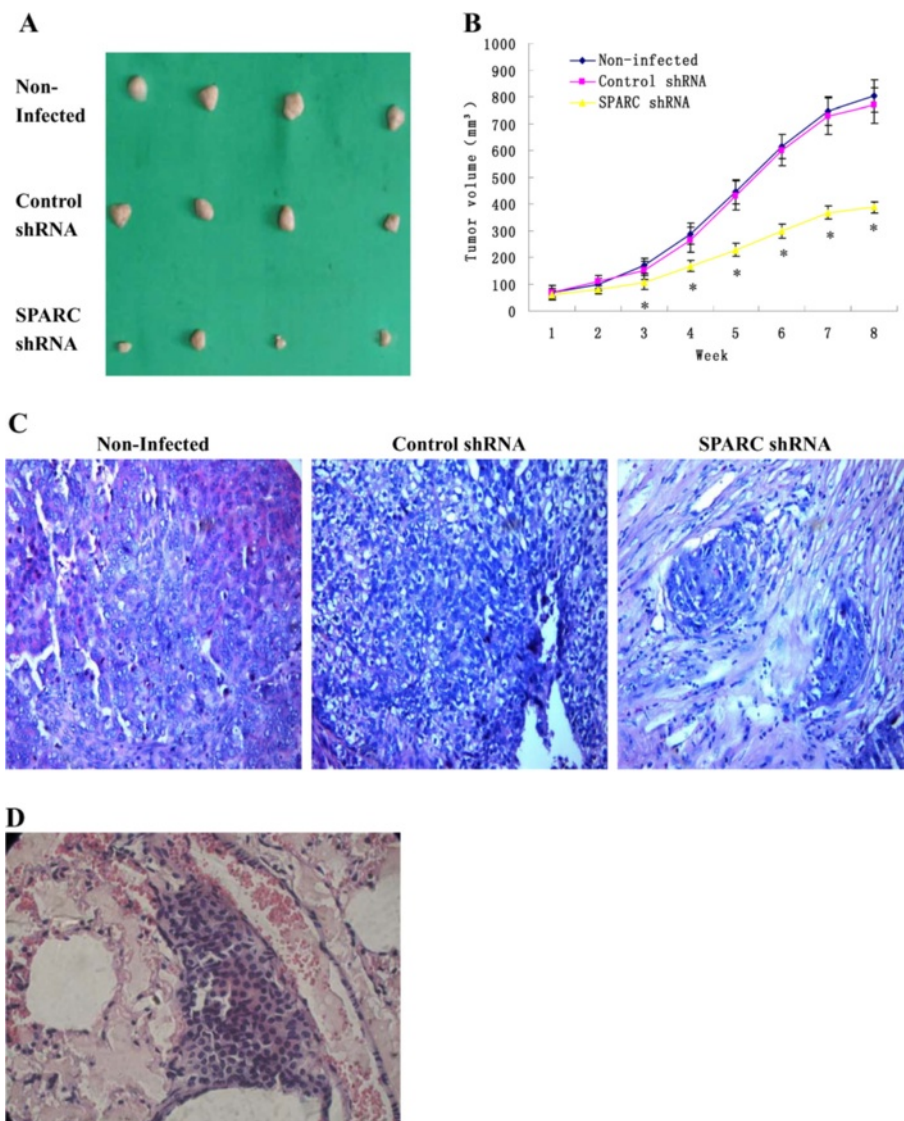 A
Non-
Infected
Control
shRNA
SPARC
shRNA
B
1000
900
800
700
600
500
400
300
200
100
0
Tumor volume (mm³)
Non-infected
Control shRNA
SPARC shRNA
* * * * * *
1 2 3 4 5 6 7 8
Week
C
Non-Infected Control shRNA SPARC shRNA
D